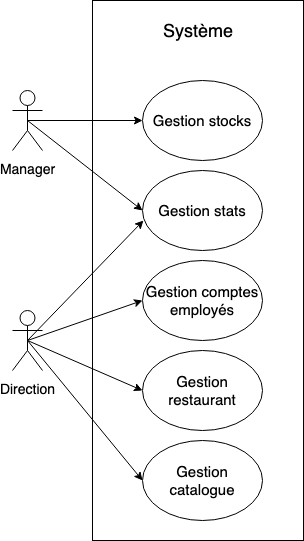 Système
Gestion stocks
Manager
Gestion stats
Gestion comptes
employés
Direction
Gestion
restaurant
Gestion
catalogue